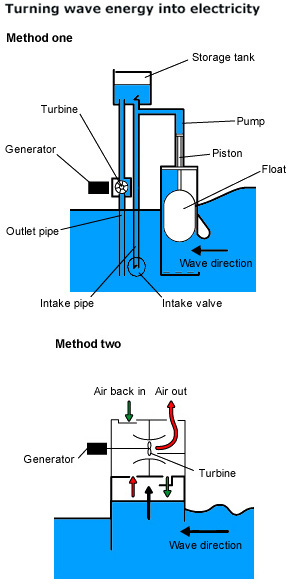 Turning wave energy into electricity
Method one
Storage tank
Turbine
Pump
Generator
Piston
Float
Outlet pipe
Wave direction
Intake pipe
Intake valve
Method two
Air back in
Air out
Generator
Turbine
Wave direction